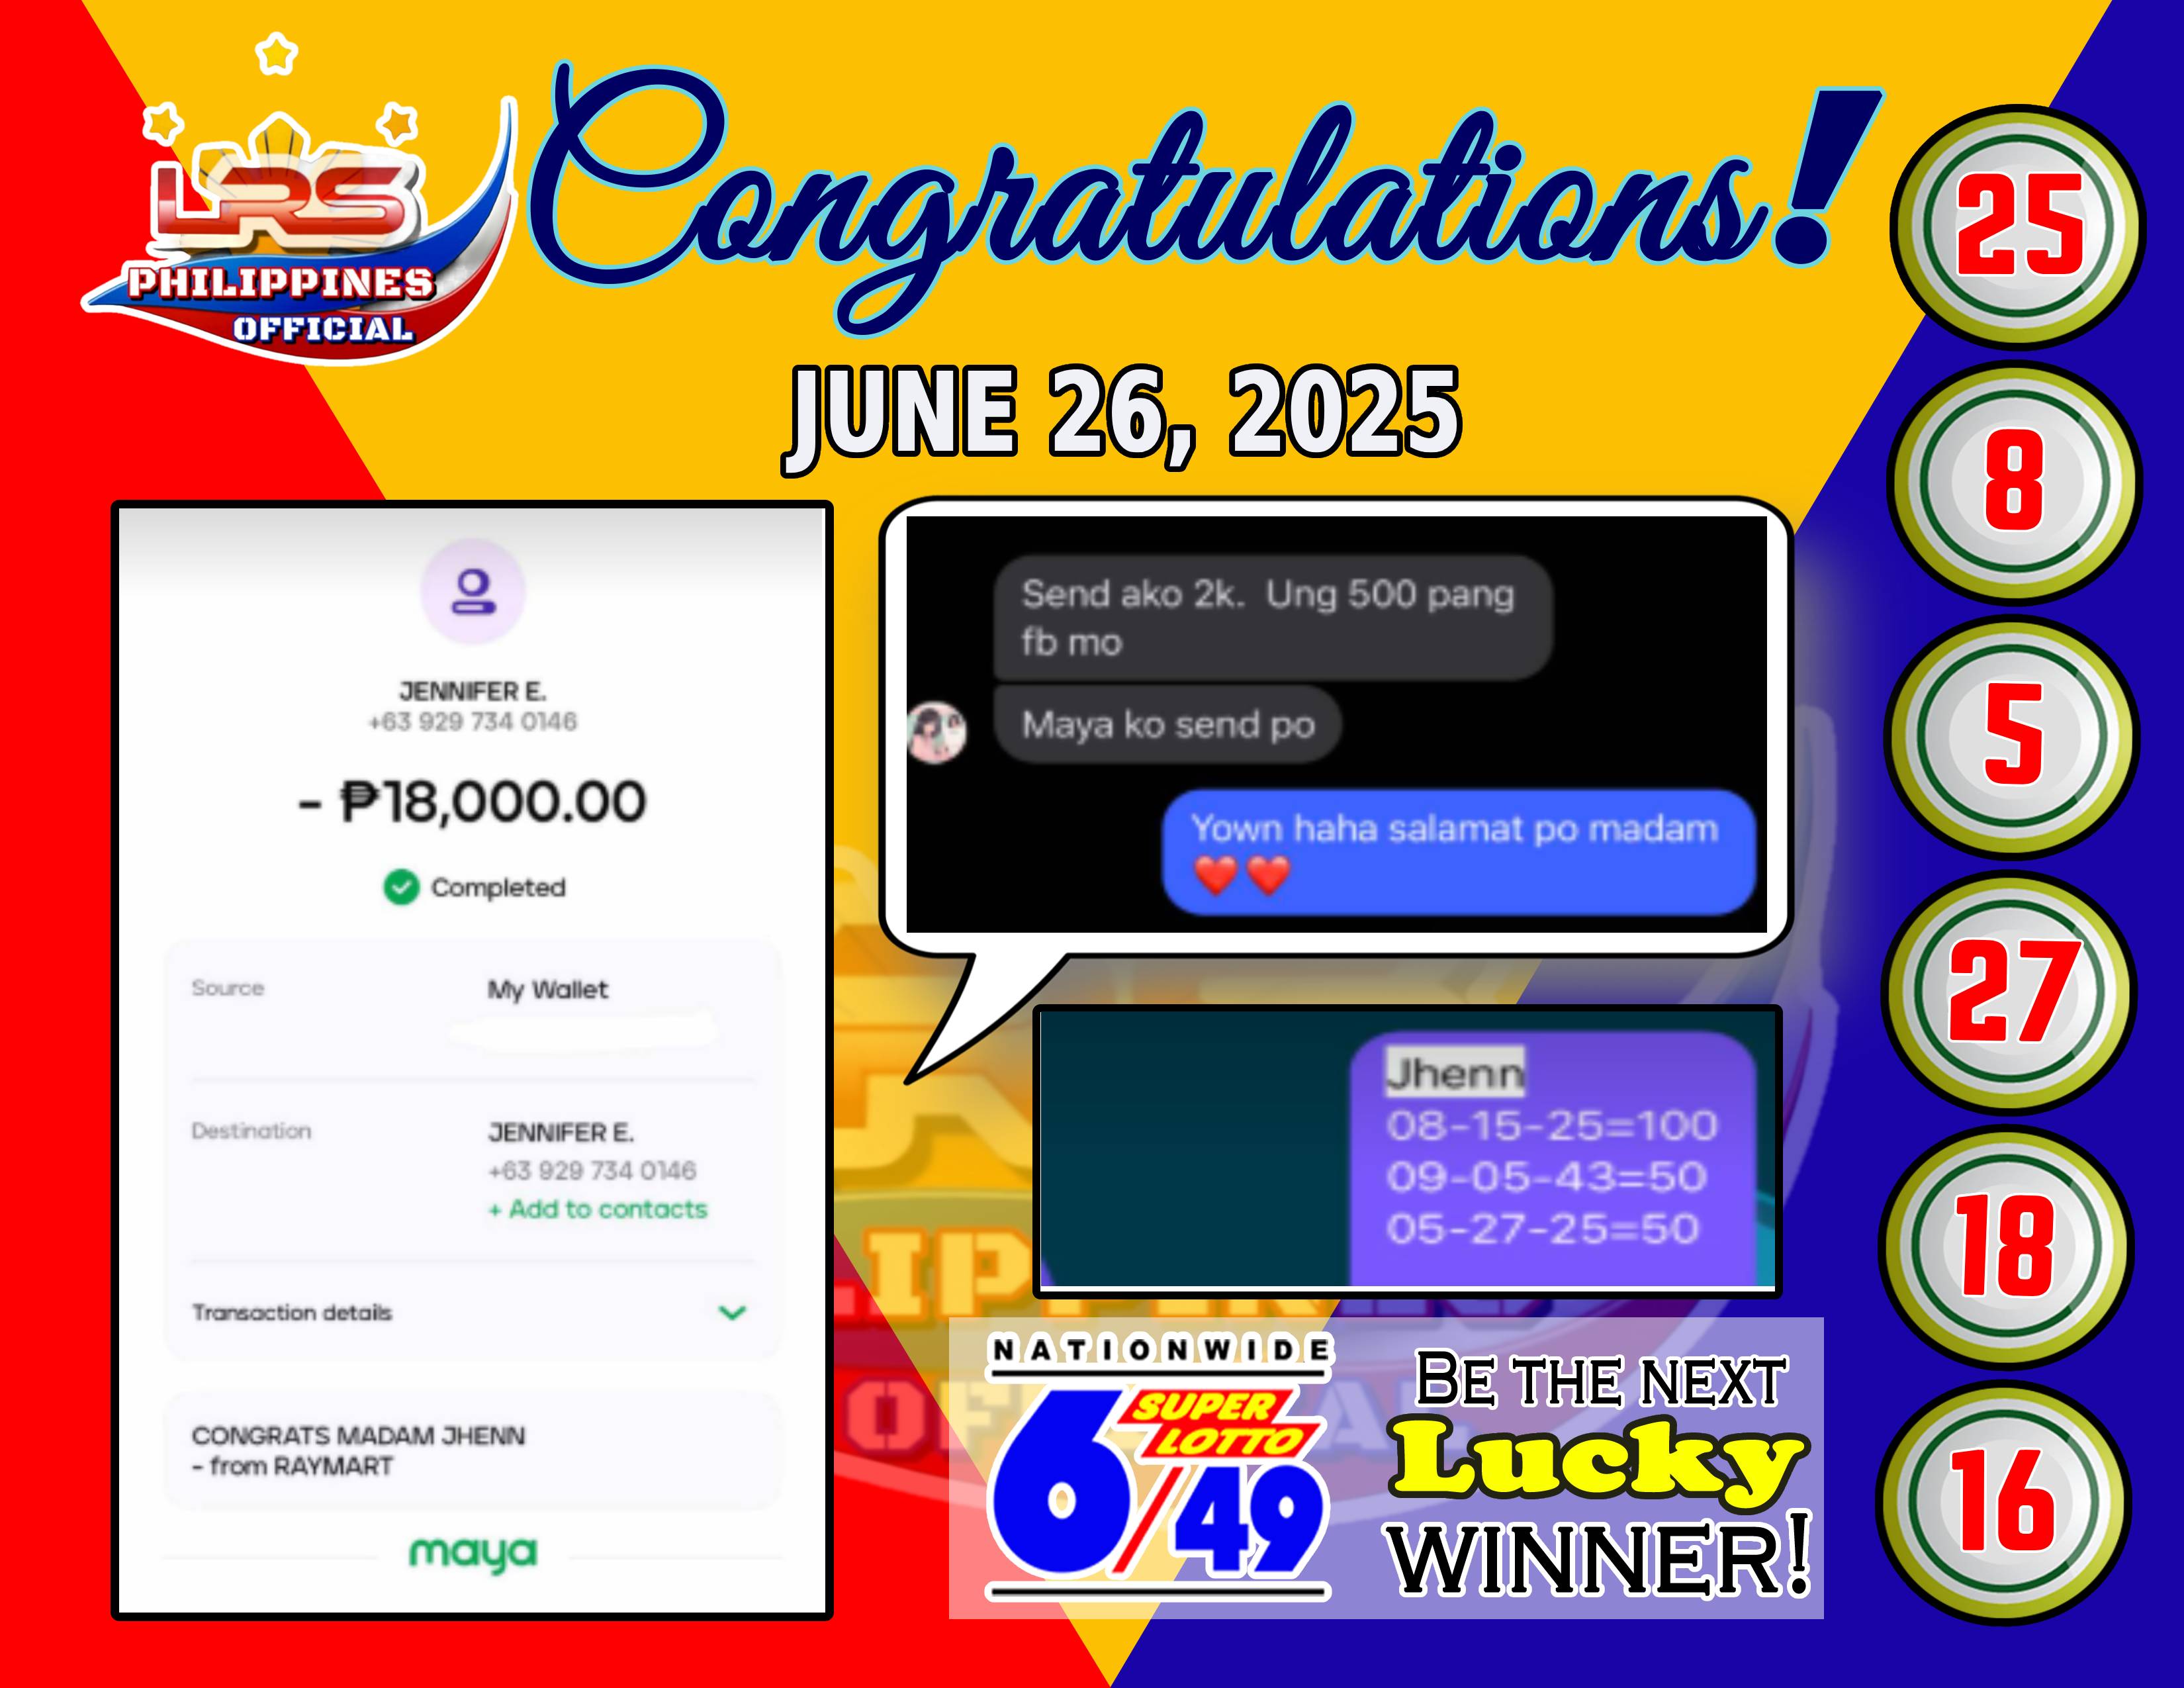 LRS
PHILIPPINES
OFFICIAL
Congratulations!
JUNE 26, 2025
JENNIFER E.
+63 929 734 0146
- ₱18,000.00
Completed
Source
My Wallet
Destination
JENNIFER E.
+63 929 734 0146
+ Add to contacts
Transaction details
CONGRATS MADAM JHENN
- from RAYMART
maya
Send ako 2k.  Ung 500 pang
fb mo
Maya ko send po
Yown haha salamat po madam
❤️❤️
Jhenn
08-15-25=100
09-05-43=50
05-27-25=50
NATIONWIDE
SUPER
LOTTO
6/49
BE THE NEXT
Lucky
WINNER!
25
8
5
27
18
16